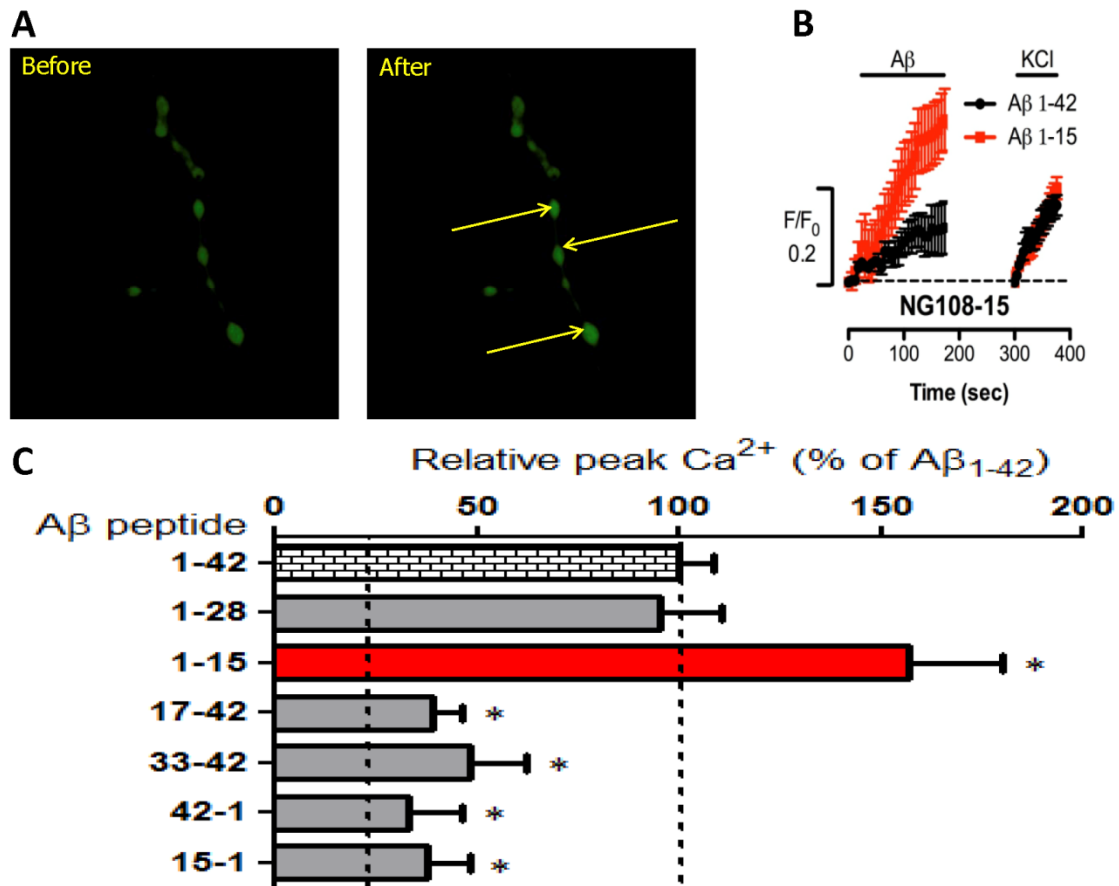 A
Before
After
B
Aβ
KCl
Aβ 1-42
Aβ 1-15
F/F0
0.2
NG108-15
0 100 200 300 400
Time (sec)
C
Relative peak Ca²⁺ (% of Aβ₁₋₄₂)
0 50 100 150 200
Aβ peptide
1-42
1-28
1-15 *
17-42 *
33-42 *
42-1 *
15-1 *